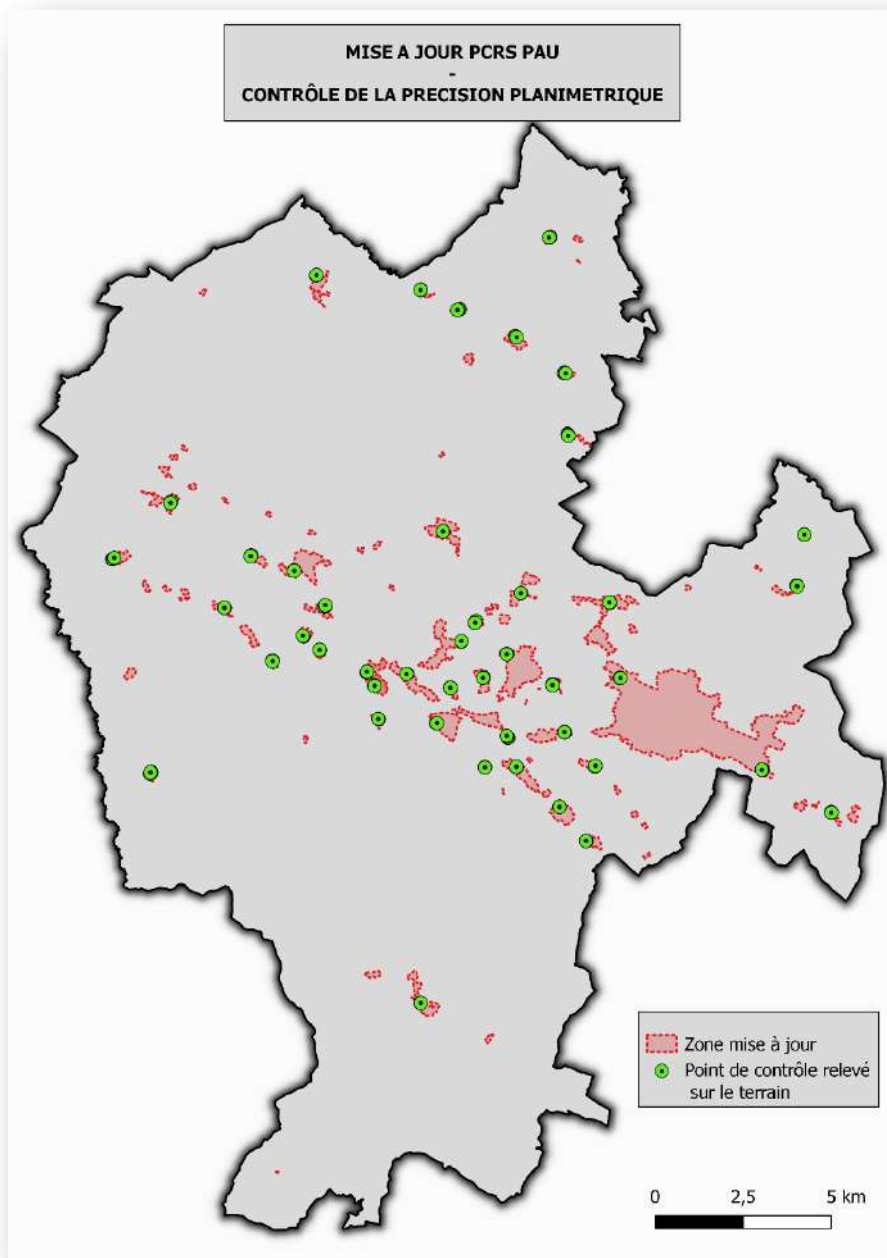 MISE A JOUR PCRS PAU
-
CONTRÔLE DE LA PRECISION PLANIMETRIQUE
Zone mise à jour
Point de contrôle relevé
sur le terrain
0 2,5 5 km